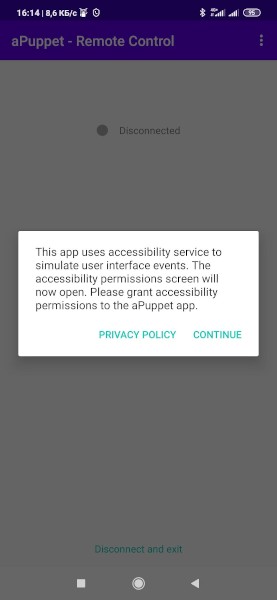 16:14 | 8,6 КБ/с
4G+
95
aPuppet - Remote Control
Disconnected
This app uses accessibility service to
simulate user interface events. The
accessibility permissions screen will
now open. Please grant accessibility
permissions to the aPuppet app.
PRIVACY POLICY CONTINUE
Disconnect and exit